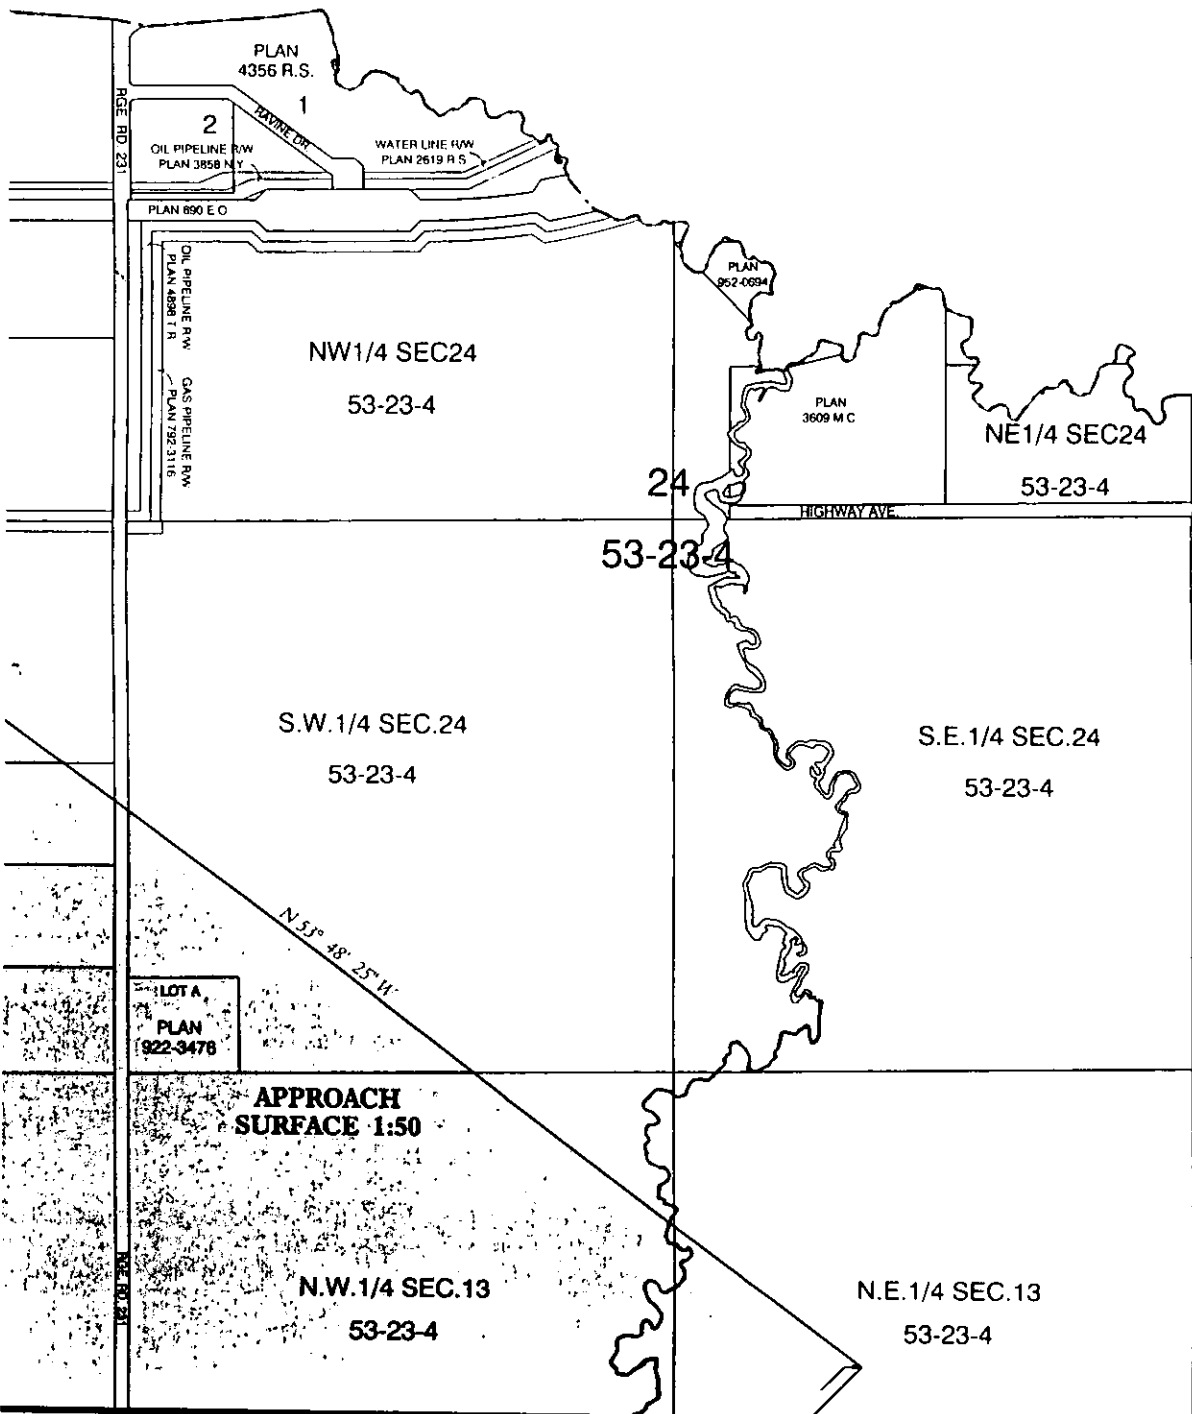 PLAN
4356 R.S.
1
RAVINE DR
2
RGE RD. 231
OIL PIPELINE R/W
PLAN 3858 N Y
WATER LINE R/W
PLAN 2619 R S
PLAN 690 E O
OIL PIPELINE R/W
PLAN 4898 T R
GAS PIPELINE R/W
PLAN 792-3116
PLAN
952-0694
NW1/4 SEC24
53-23-4
PLAN
3609 M C
NE1/4 SEC24
53-23-4
24
HIGHWAY AVE.
53-23-4
S.W.1/4 SEC.24
53-23-4
S.E.1/4 SEC.24
53-23-4
N 53° 48' 25" W
LOT A
PLAN
922-3476
APPROACH
SURFACE 1:50
RGE RD 231
N.W.1/4 SEC.13
53-23-4
N.E.1/4 SEC.13
53-23-4